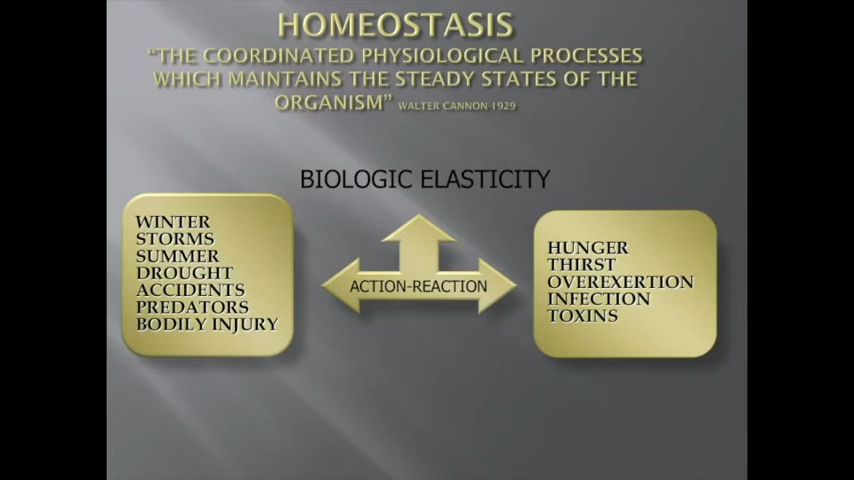 HOMEOSTASIS
"THE COORDINATED PHYSIOLOGICAL PROCESSES
WHICH MAINTAINS THE STEADY STATES OF THE
ORGANISM" WALTER CANNON-1929
BIOLOGIC ELASTICITY
WINTER
STORMS
SUMMER
DROUGHT
ACCIDENTS
PREDATORS
BODILY INJURY
ACTION-REACTION
HUNGER
THIRST
OVEREXERTION
INFECTION
TOXINS